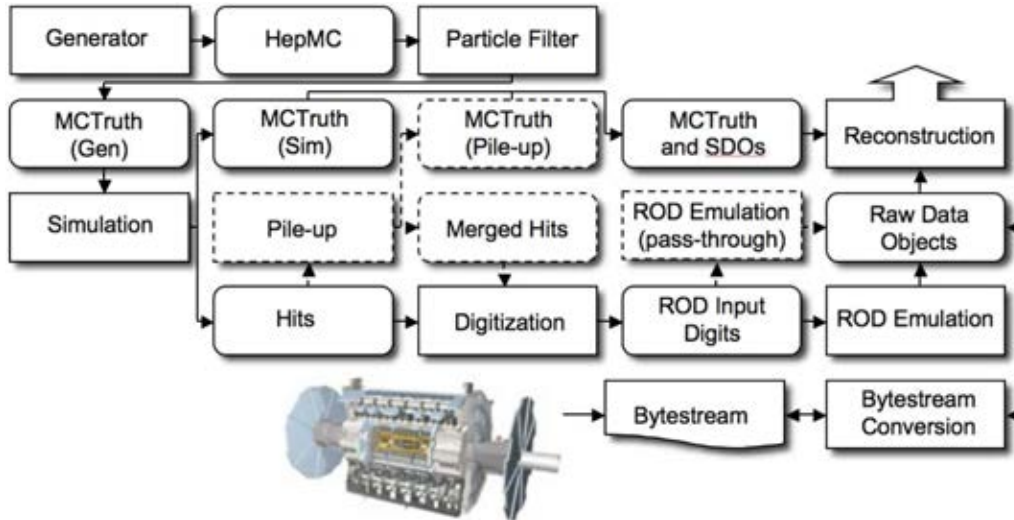 Generator
HepMC
Particle Filter
MCTruth
(Gen)
MCTruth
(Sim)
MCTruth
(Pile-up)
MCTruth
and SDOs
Reconstruction
Simulation
Pile-up
Merged Hits
ROD Emulation
(pass-through)
Raw Data
Objects
Hits
Digitization
ROD Input
Digits
ROD Emulation
Bytestream
Bytestream
Conversion